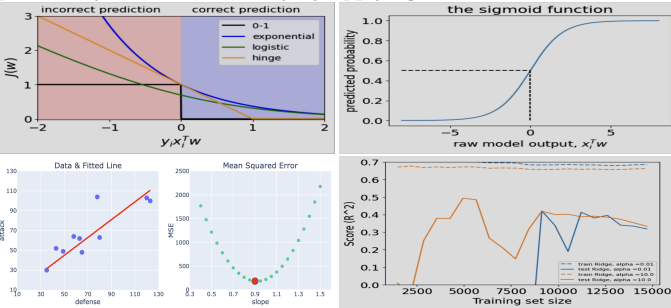 incorrect prediction
correct prediction
0-1
exponential
logistic
hinge
J(w)
3
2
1
0
−2
−1
0
1
2
yᵢxᵢᵀw
the sigmoid function
predicted probability
1.0
0.8
0.6
0.4
0.2
0.0
−5
0
5
raw model output, xᵢᵀw
Data & Fitted Line
attack
130
110
90
70
50
30
10
10
30
50
70
90
110
130
defense
Mean Squared Error
MSE
2500
2000
1500
1000
500
0
0.3
0.5
0.7
0.9
1.1
1.3
1.5
slope
Score (R^2)
0.7
0.6
0.5
0.4
0.3
0.2
0.1
0.0
train Ridge, alpha =0.01
test Ridge, alpha =0.01
train Ridge, alpha =10.0
test Ridge, alpha =10.0
2500
5000
7500
10000
12500
15000
Training set size